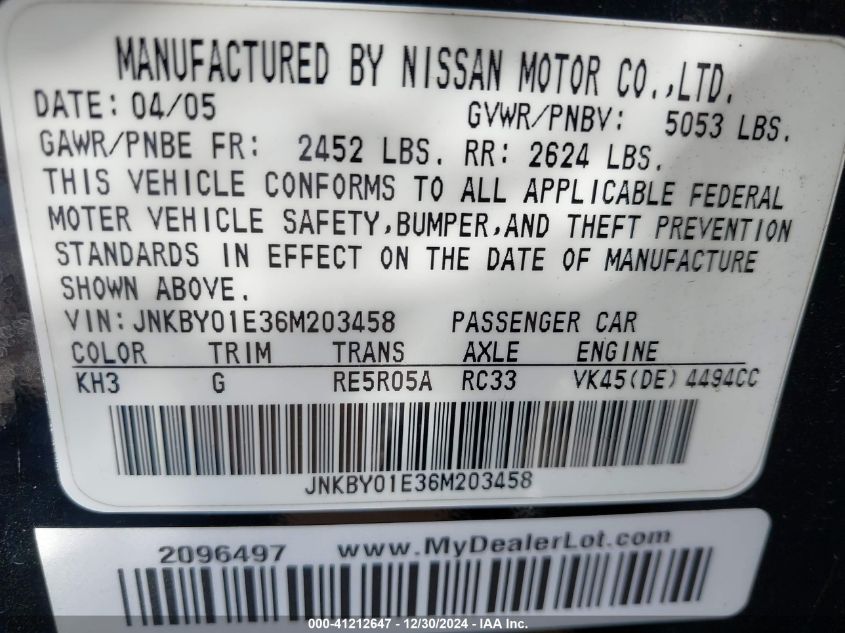 MANUFACTURED BY NISSAN MOTOR CO.,LTD.
DATE: 04/05 GVWR/PNBV: 5053 LBS.
GAWR/PNBE FR: 2452 LBS. RR: 2624 LBS.
THIS VEHICLE CONFORMS TO ALL APPLICABLE FEDERAL
MOTER VEHICLE SAFETY,BUMPER,AND THEFT PREVENTION
STANDARDS IN EFFECT ON THE DATE OF MANUFACTURE
SHOWN ABOVE.
VIN:JNKBY01E36M203458 PASSENGER CAR
COLOR TRIM TRANS AXLE ENGINE
KH3 G RE5R05A RC33 VK45(DE) 4494CC
JNKBY01E36M203458
2096497 www.MyDealerLot.com
000-41212647 - 12/30/2024 - IAA Inc.